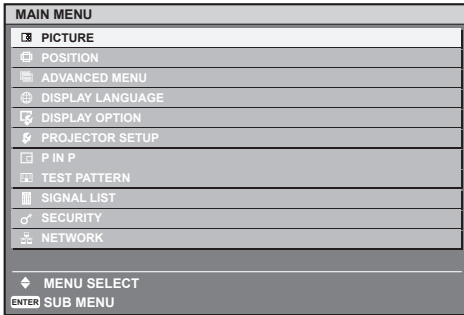 MAIN MENU
PICTURE
POSITION
ADVANCED MENU
DISPLAY LANGUAGE
DISPLAY OPTION
PROJECTOR SETUP
P IN P
TEST PATTERN
SIGNAL LIST
SECURITY
NETWORK
MENU SELECT
ENTER SUB MENU